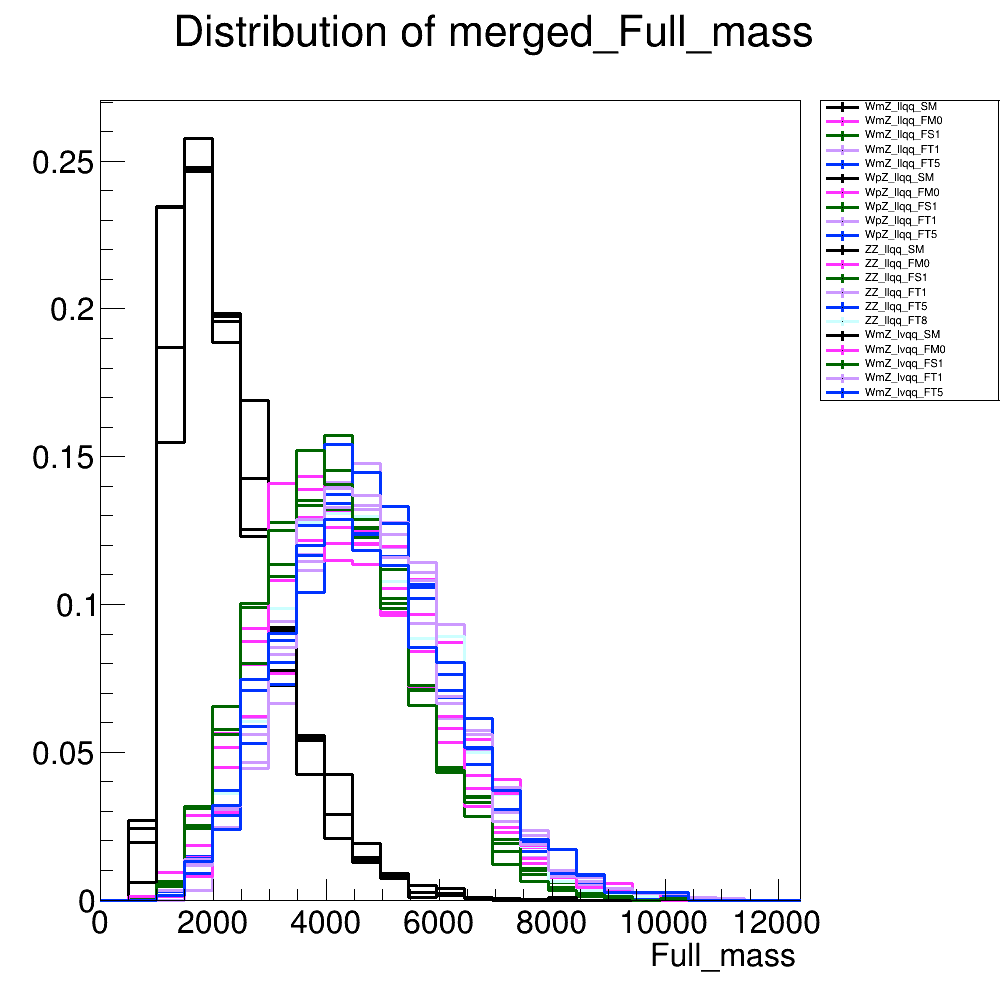 Distribution of merged_Full_mass
WmZ_llqq_SM
WmZ_llqq_FM0
WmZ_llqq_FS1
WmZ_llqq_FT1
WmZ_llqq_FT5
WpZ_llqq_SM
WpZ_llqq_FM0
WpZ_llqq_FS1
WpZ_llqq_FT1
WpZ_llqq_FT5
ZZ_llqq_SM
ZZ_llqq_FM0
ZZ_llqq_FS1
ZZ_llqq_FT1
ZZ_llqq_FT5
ZZ_llqq_FT8
WmZ_lvqq_SM
WmZ_lvqq_FM0
WmZ_lvqq_FS1
WmZ_lvqq_FT1
WmZ_lvqq_FT5
0.25
0.2
0.15
0.1
0.05
0
0 2000 4000 6000 8000 10000 12000
Full_mass